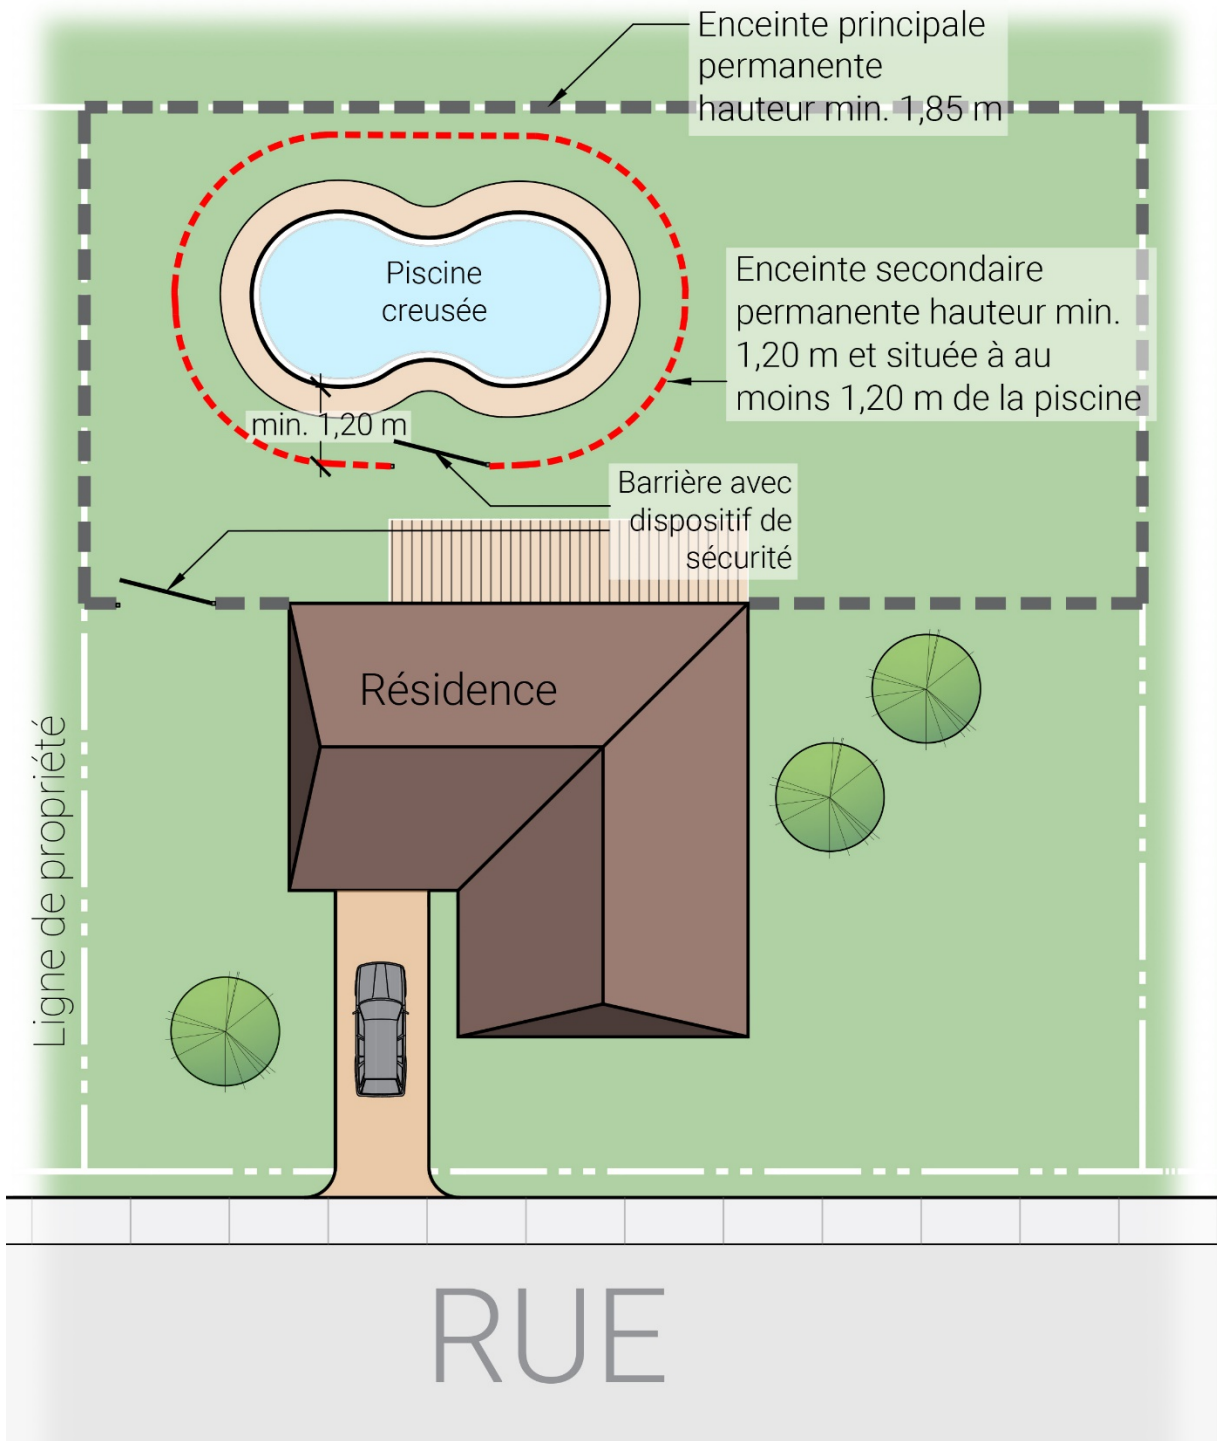 Enceinte principale
permanente
hauteur min. 1,85 m
Piscine
creusée
Enceinte secondaire
permanente hauteur min.
1,20 m et située à au
moins 1,20 m de la piscine
min. 1,20 m
Barrière avec
dispositif de
sécurité
Résidence
Ligne de propriété
RUE